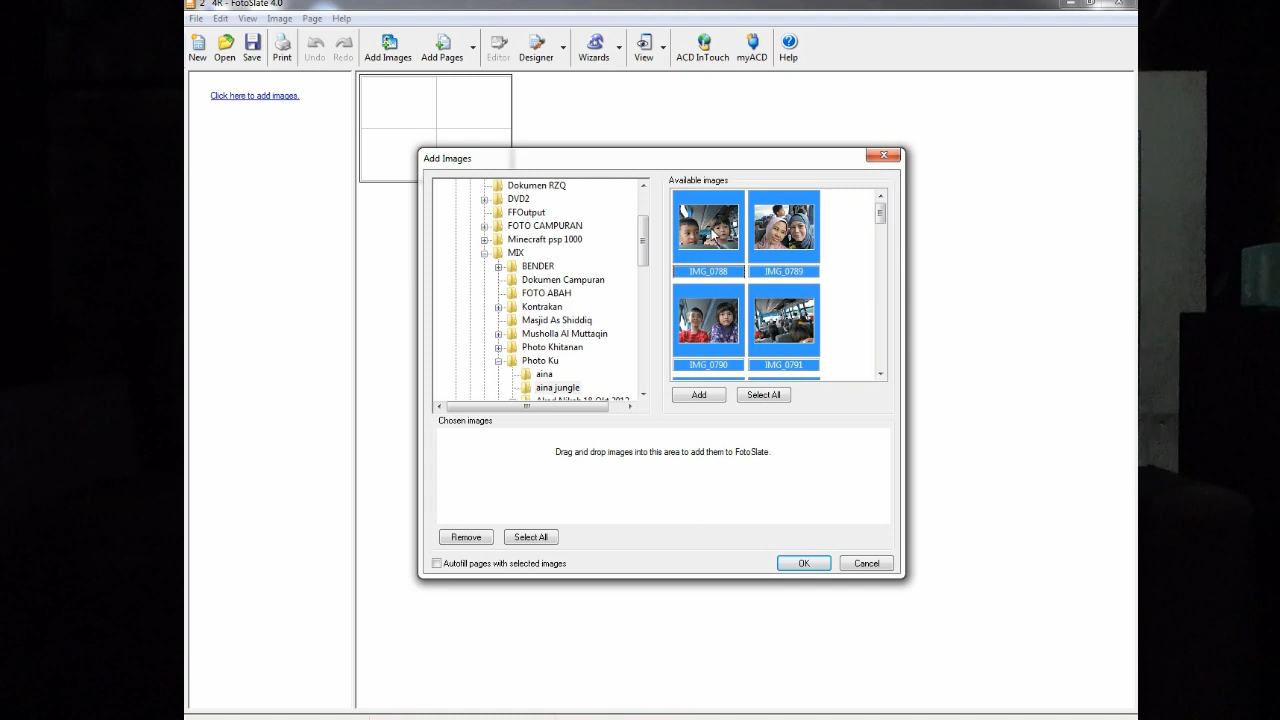 2 4R - FotoSlate 4.0
File Edit View Image Page Help
New Open Save Print Undo Redo Add Images Add Pages Editor Designer Wizards View ACD InTouch myACD Help
Click here to add images.
Add Images
Dokumen RZQ
DVD2
FFOutput
FOTO CAMPURAN
Minecraft psp 1000
MIX
BENDER
Dokumen Campuran
FOTO ABAH
Kontrakan
Masjid As Shiddiq
Musholla Al Muttaqin
Photo Khitanan
Photo Ku
aina
aina jungle
Akad Nikah 18 Okt 2012
Available images
IMG_0788 IMG_0789
IMG_0790 IMG_0791
Add Select All
Chosen images
Drag and drop images into this area to add them to FotoSlate.
Remove Select All
Autofill pages with selected images
OK Cancel